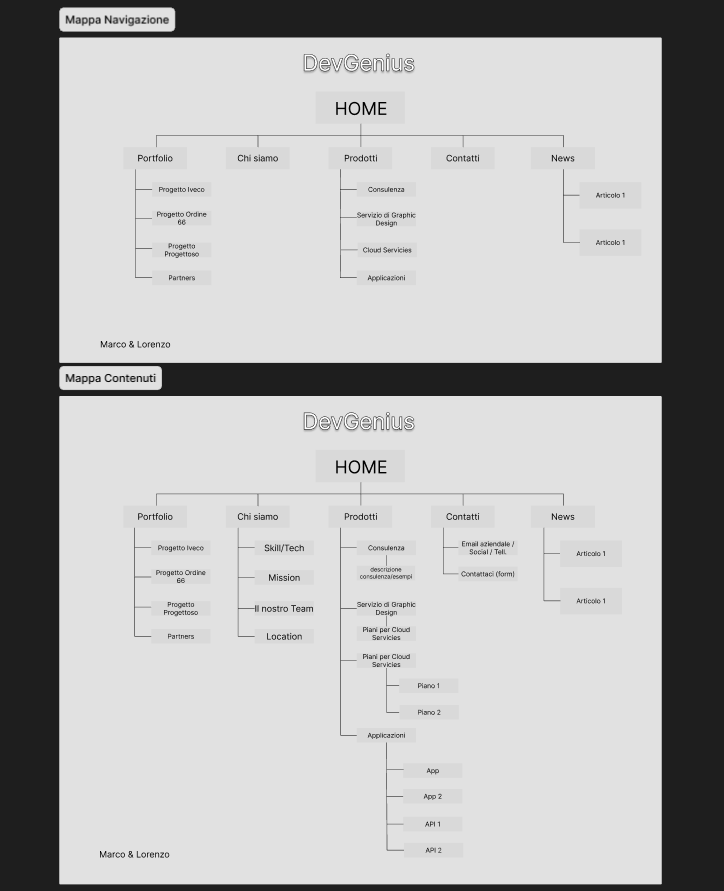 Mappa Navigazione
DevGenius
HOME
Portfolio
Chi siamo
Prodotti
Contatti
News
Progetto Iveco
Progetto Ordine
66
Progetto
Progettoso
Partners
Consulenza
Servizio di Graphic
Design
Cloud Servicies
Applicazioni
Articolo 1
Articolo 1
Marco & Lorenzo
Mappa Contenuti
DevGenius
HOME
Portfolio
Chi siamo
Prodotti
Contatti
News
Progetto Iveco
Progetto Ordine
66
Progetto
Progettoso
Partners
Skill/Tech
Mission
Il nostro Team
Location
Consulenza
descrizione
consulenza/esempi
Servizio di Graphic
Design
Piani per Cloud
Servicies
Piani per Cloud
Servicies
Piano 1
Piano 2
Applicazioni
App
App 2
API 1
API 2
Email aziendale /
Social / Tell.
Contattaci (form)
Articolo 1
Articolo 1
Marco & Lorenzo